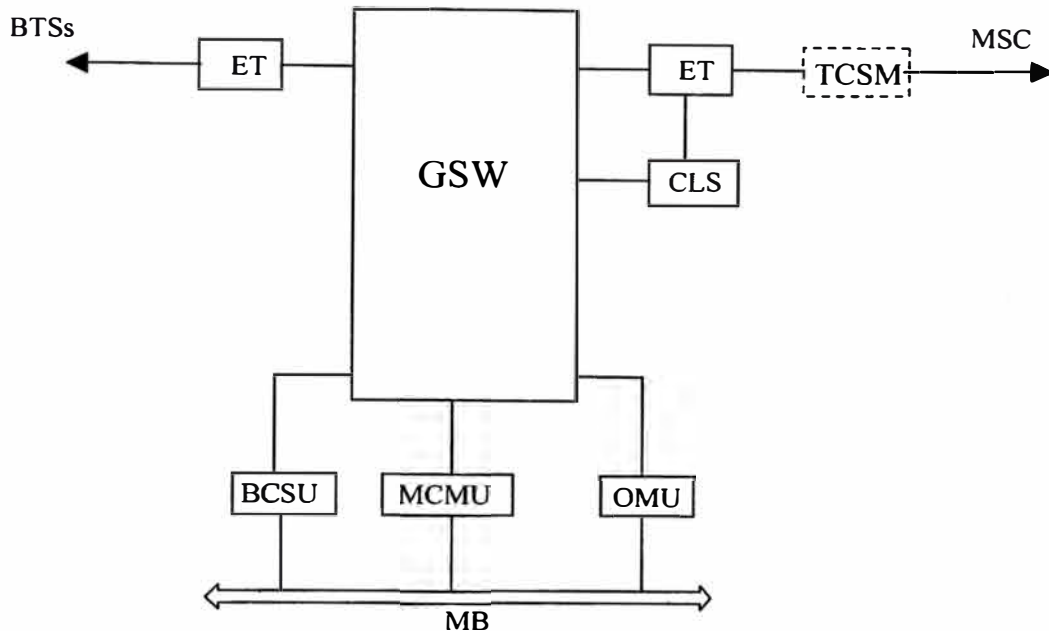 BTSs
MSC
ET
ET
TCSM
GSW
CLS
BCSU
MCMU
OMU
MB